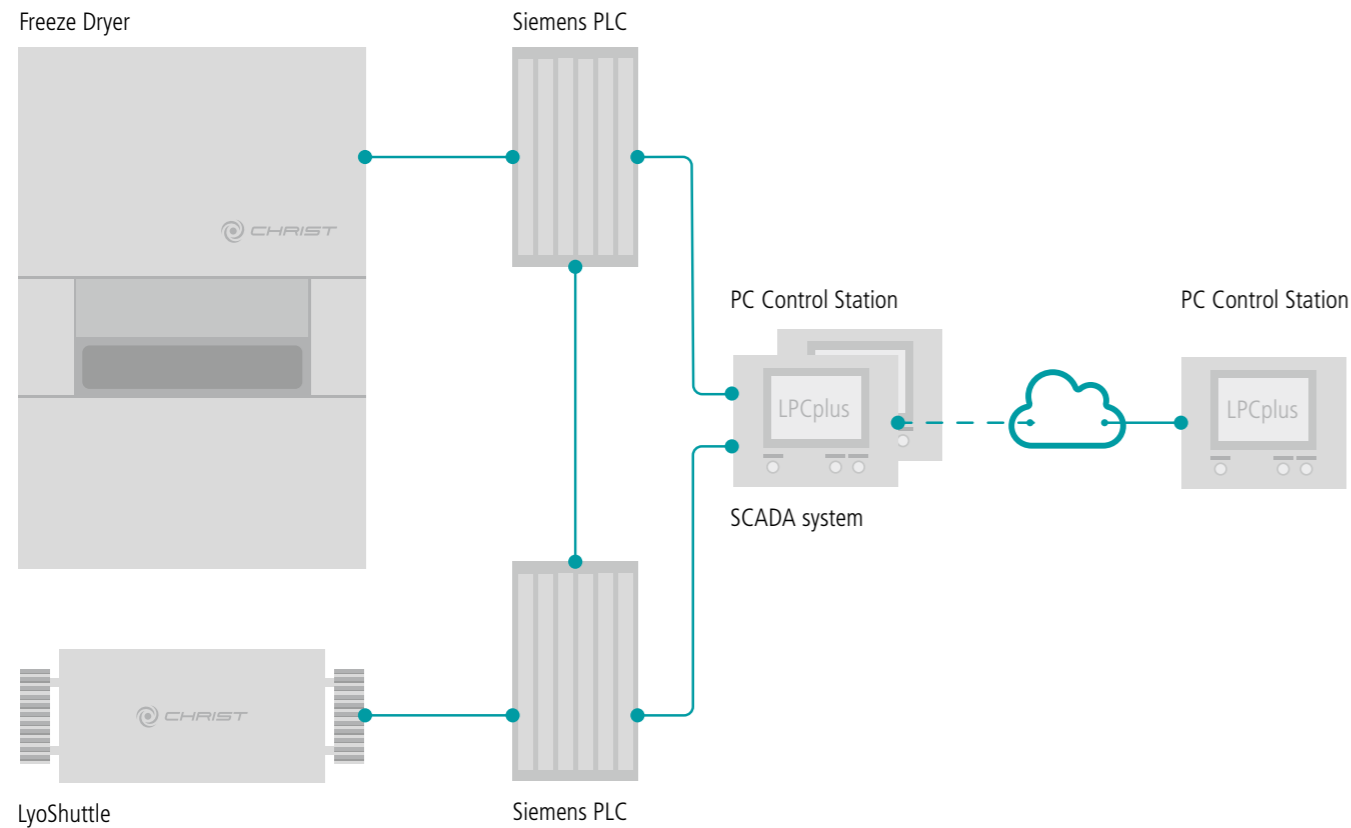 Freeze Dryer
Siemens PLC
CHRIST
PC Control Station
PC Control Station
LPCplus
LPCplus
SCADA system
CHRIST
LyoShuttle
Siemens PLC